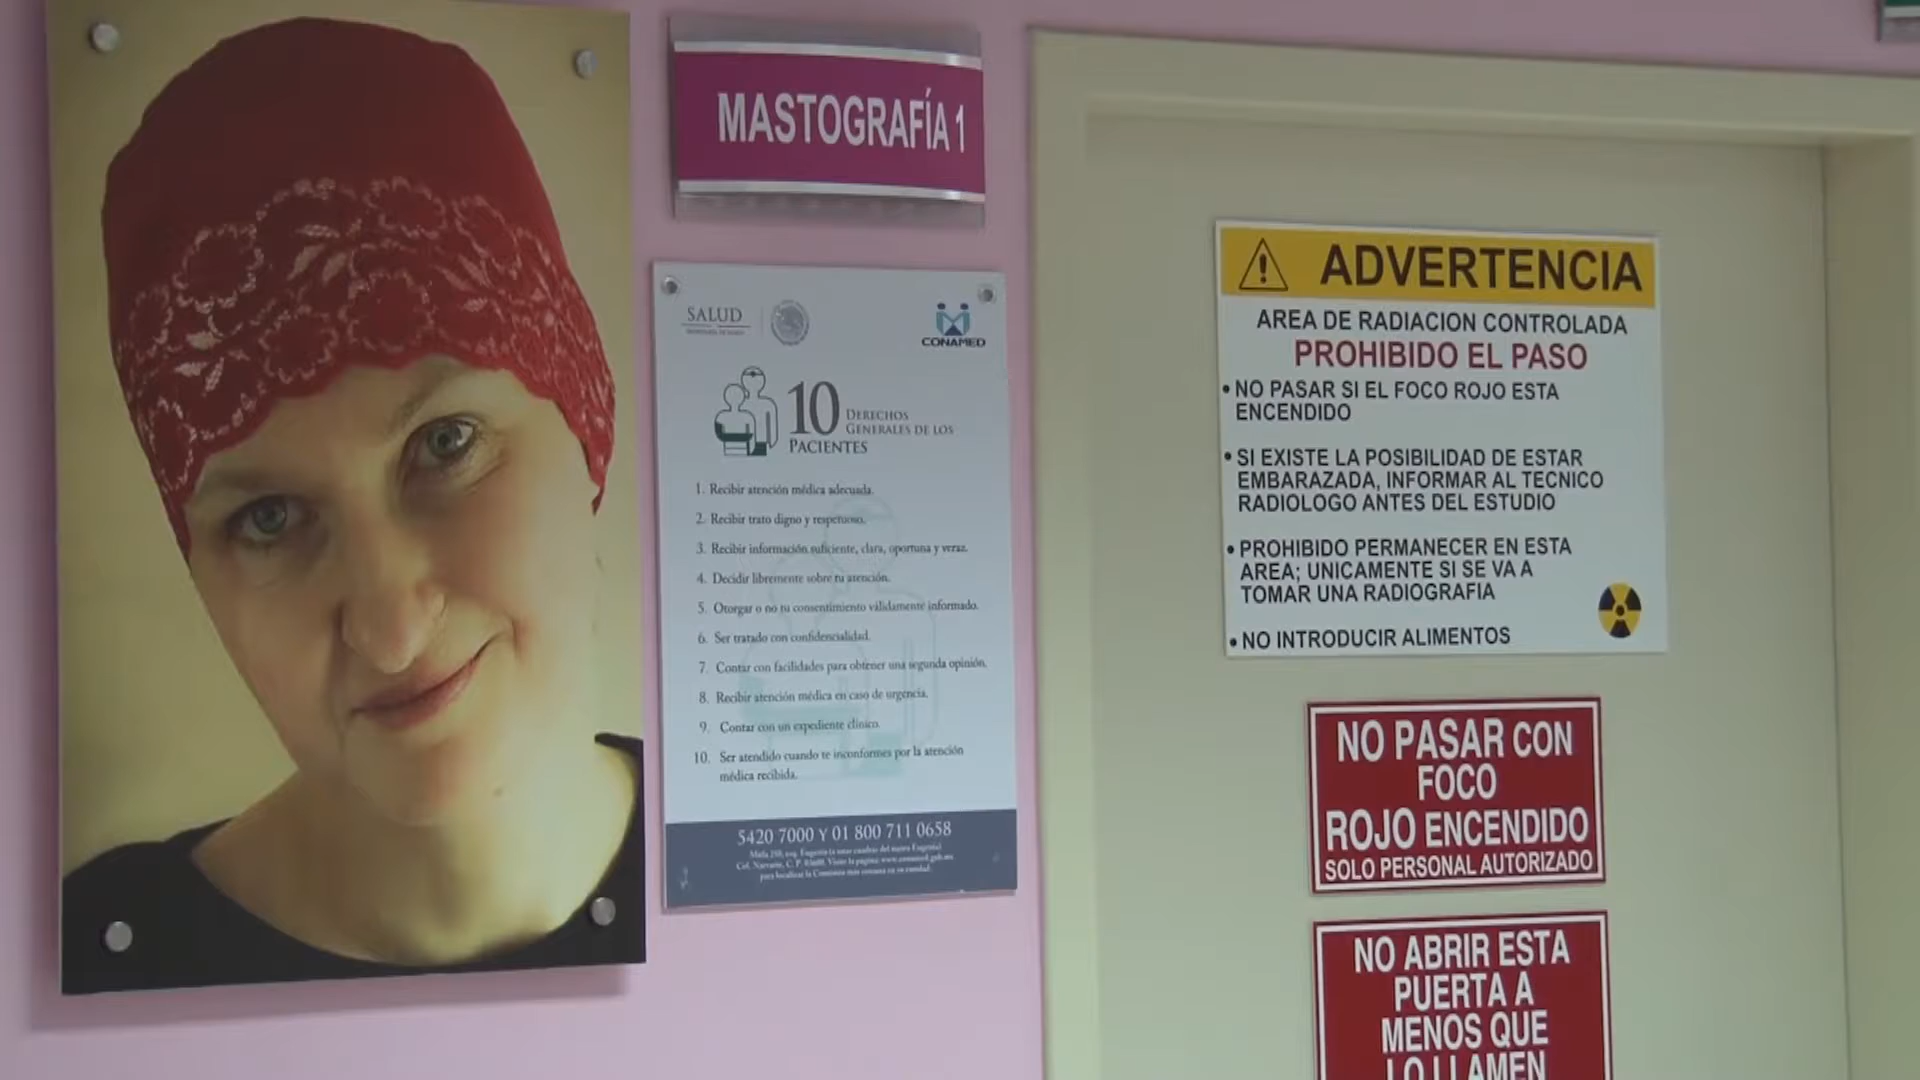 MASTOGRAFÍA 1
SALUD
CONAMED
10 DERECHOS
GENERALES DE LOS
PACIENTES
1. Recibir atención médica adecuada.
2. Recibir trato digno y respetuoso.
3. Recibir información suficiente, clara, oportuna y veraz.
4. Decidir libremente sobre tu atención.
5. Otorgar o no tu consentimiento válidamente informado.
6. Ser tratado con confidencialidad.
7. Contar con facilidades para obtener una segunda opinión.
8. Recibir atención médica en caso de urgencia.
9. Contar con un expediente clínico.
10. Ser atendido cuando te inconformes por la atención
médica recibida.
5420 7000 Y 01 800 711 0658
ADVERTENCIA
AREA DE RADIACION CONTROLADA
PROHIBIDO EL PASO
• NO PASAR SI EL FOCO ROJO ESTA
ENCENDIDO
• SI EXISTE LA POSIBILIDAD DE ESTAR
EMBARAZADA, INFORMAR AL TECNICO
RADIOLOGO ANTES DEL ESTUDIO
• PROHIBIDO PERMANECER EN ESTA
AREA; UNICAMENTE SI SE VA A
TOMAR UNA RADIOGRAFIA
• NO INTRODUCIR ALIMENTOS
NO PASAR CON
FOCO
ROJO ENCENDIDO
SOLO PERSONAL AUTORIZADO
NO ABRIR ESTA
PUERTA A
MENOS QUE
LO LLAMEN